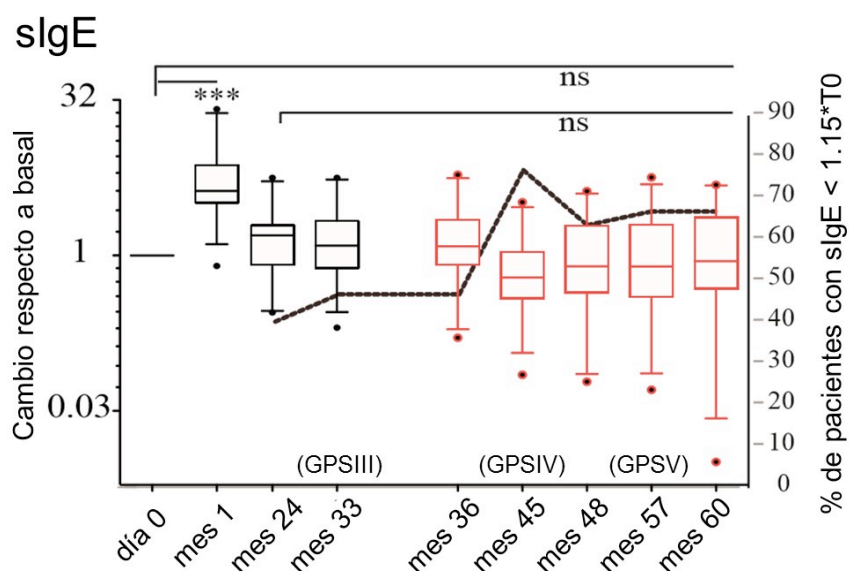 sIgE
ns
***
ns
Cambio respecto a basal
32
1
0.03
90
80
70
60
50
40
30
20
10
0
% de pacientes con sIgE < 1.15*T0
(GPSIII)
(GPSIV)
(GPSV)
día 0
mes 1
mes 24
mes 33
mes 36
mes 45
mes 48
mes 57
mes 60